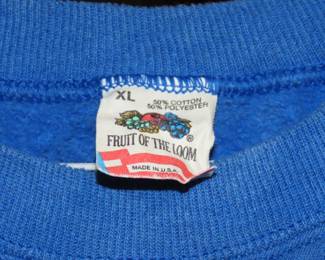 XL
50% COTTON
50% POLYESTER
FRUIT OF THE LOOM
MADE IN U.S.A.